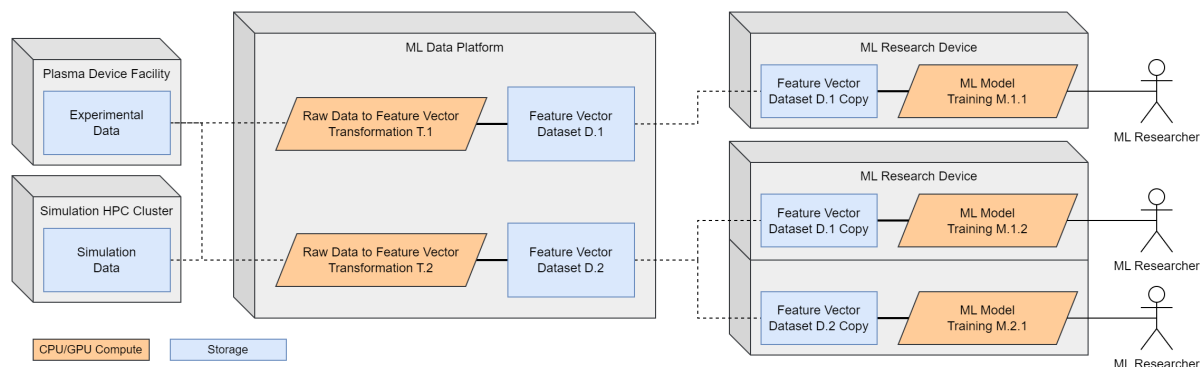 Plasma Device Facility
Experimental
Data
Simulation HPC Cluster
Simulation
Data
ML Data Platform
Raw Data to Feature Vector
Transformation T.1
Feature Vector
Dataset D.1
Raw Data to Feature Vector
Transformation T.2
Feature Vector
Dataset D.2
ML Research Device
Feature Vector
Dataset D.1 Copy
ML Model
Training M.1.1
ML Researcher
ML Research Device
Feature Vector
Dataset D.1 Copy
ML Model
Training M.1.2
ML Researcher
Feature Vector
Dataset D.2 Copy
ML Model
Training M.2.1
ML Researcher
CPU/GPU Compute
Storage